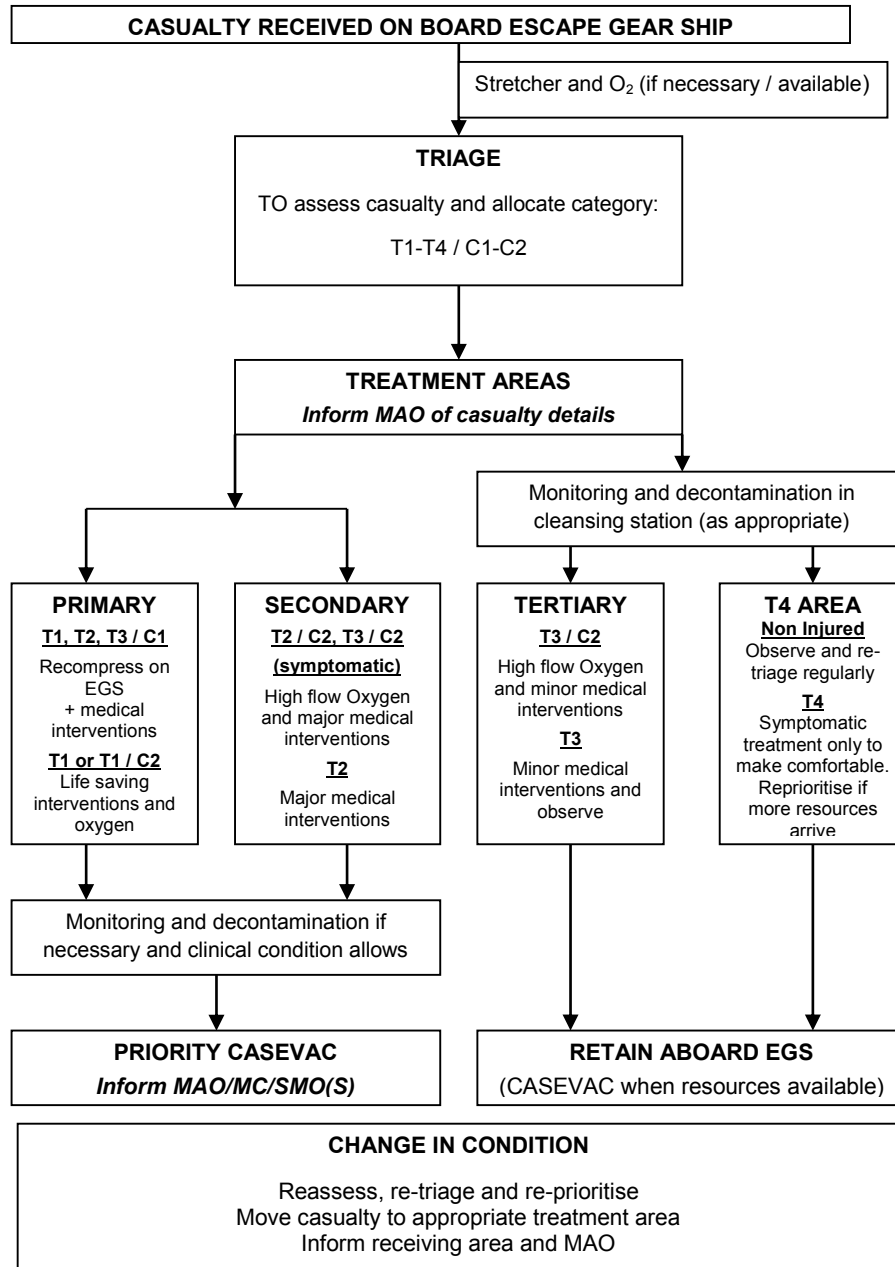 CASUALTY RECEIVED ON BOARD ESCAPE GEAR SHIP
Stretcher and O₂ (if necessary / available)
TRIAGE
TO assess casualty and allocate category:
T1-T4 / C1-C2
TREATMENT AREAS
Inform MAO of casualty details
Monitoring and decontamination in
cleansing station (as appropriate)
PRIMARY
T1, T2, T3 / C1
Recompress on
EGS
+ medical
interventions
T1 or T1 / C2
Life saving
interventions and
oxygen
SECONDARY
T2 / C2, T3 / C2
(symptomatic)
High flow Oxygen
and major medical
interventions
T2
Major medical
interventions
TERTIARY
T3 / C2
High flow Oxygen
and minor medical
interventions
T3
Minor medical
interventions and
observe
T4 AREA
Non Injured
Observe and re-
triage regularly
T4
Symptomatic
treatment only to
make comfortable.
Reprioritise if
more resources
arrive
Monitoring and decontamination if
necessary and clinical condition allows
PRIORITY CASEVAC
Inform MAO/MC/SMO(S)
RETAIN ABOARD EGS
(CASEVAC when resources available)
CHANGE IN CONDITION
Reassess, re-triage and re-prioritise
Move casualty to appropriate treatment area
Inform receiving area and MAO